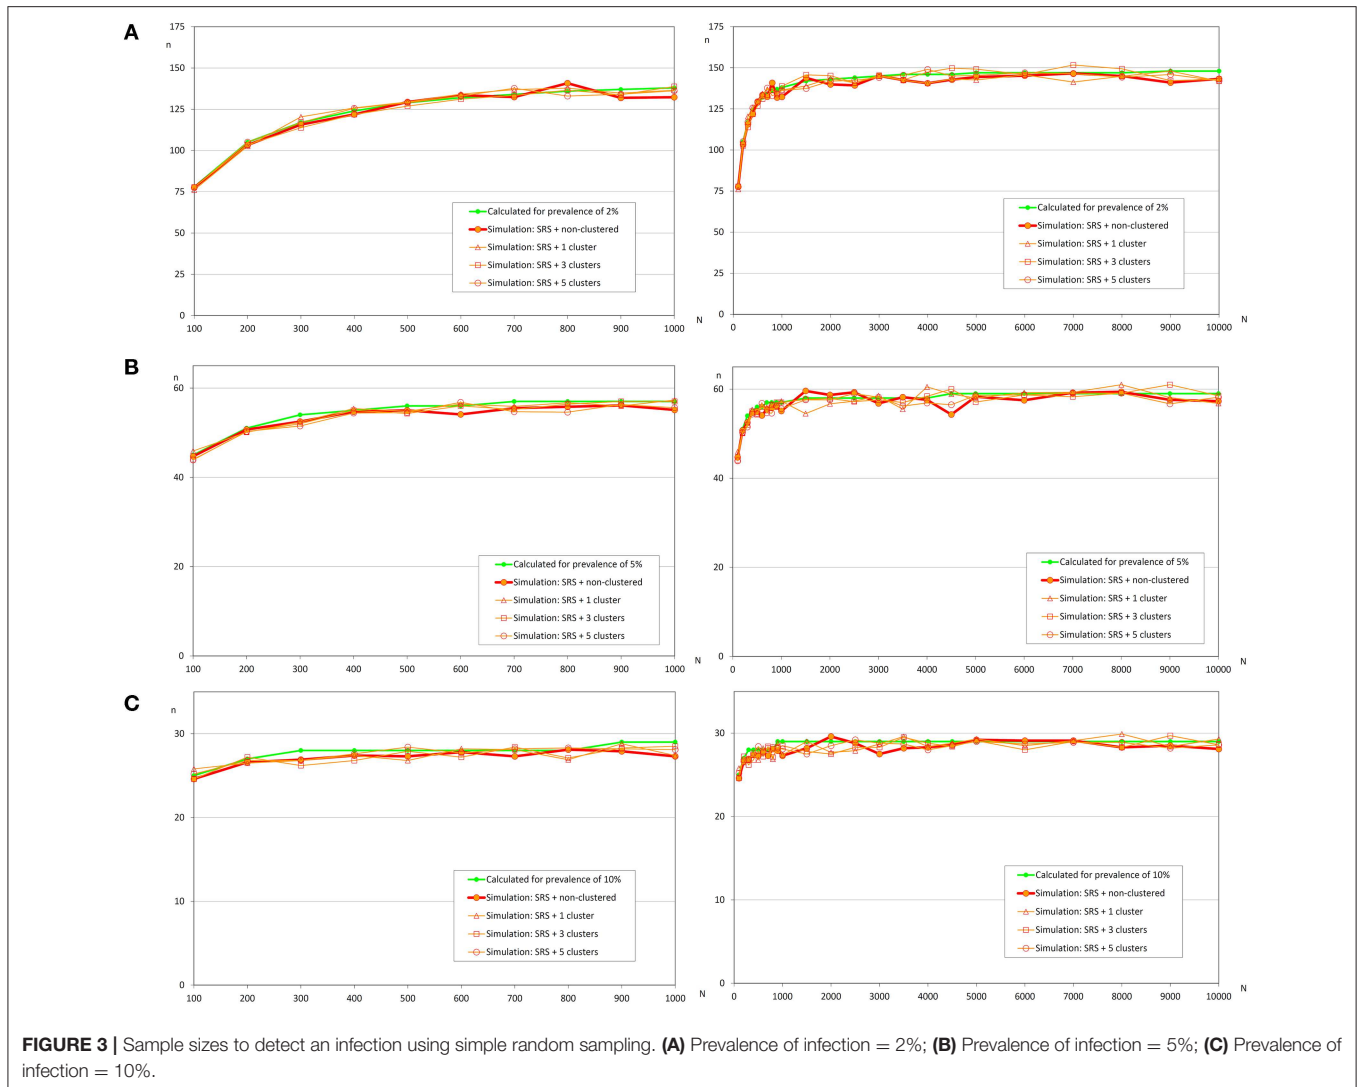 A
n
175
150
125
100
75
50
25
0
100 200 300 400 500 600 700 800 900 1000
N
Calculated for prevalence of 2%
Simulation: SRS + non-clustered
Simulation: SRS + 1 cluster
Simulation: SRS + 3 clusters
Simulation: SRS + 5 clusters
n
175
150
125
100
75
50
25
0
0 1000 2000 3000 4000 5000 6000 7000 8000 9000 10000
N
Calculated for prevalence of 2%
Simulation: SRS + non-clustered
Simulation: SRS + 1 cluster
Simulation: SRS + 3 clusters
Simulation: SRS + 5 clusters
B
n
60
40
20
0
100 200 300 400 500 600 700 800 900 1000
N
Calculated for prevalence of 5%
Simulation: SRS + non-clustered
Simulation: SRS + 1 cluster
Simulation: SRS + 3 clusters
Simulation: SRS + 5 clusters
n
60
40
20
0
0 1000 2000 3000 4000 5000 6000 7000 8000 9000 10000
N
Calculated for prevalence of 5%
Simulation: SRS + non-clustered
Simulation: SRS + 1 cluster
Simulation: SRS + 3 clusters
Simulation: SRS + 5 clusters
C
n
30
20
10
0
100 200 300 400 500 600 700 800 900 1000
N
Calculated for prevalence of 10%
Simulation: SRS + non-clustered
Simulation: SRS + 1 cluster
Simulation: SRS + 3 clusters
Simulation: SRS + 5 clusters
n
30
20
10
0
0 1000 2000 3000 4000 5000 6000 7000 8000 9000 10000
N
Calculated for prevalence of 10%
Simulation: SRS + non-clustered
Simulation: SRS + 1 cluster
Simulation: SRS + 3 clusters
Simulation: SRS + 5 clusters
FIGURE 3 | Sample sizes to detect an infection using simple random sampling. (A) Prevalence of infection = 2%; (B) Prevalence of infection = 5%; (C) Prevalence of
infection = 10%.